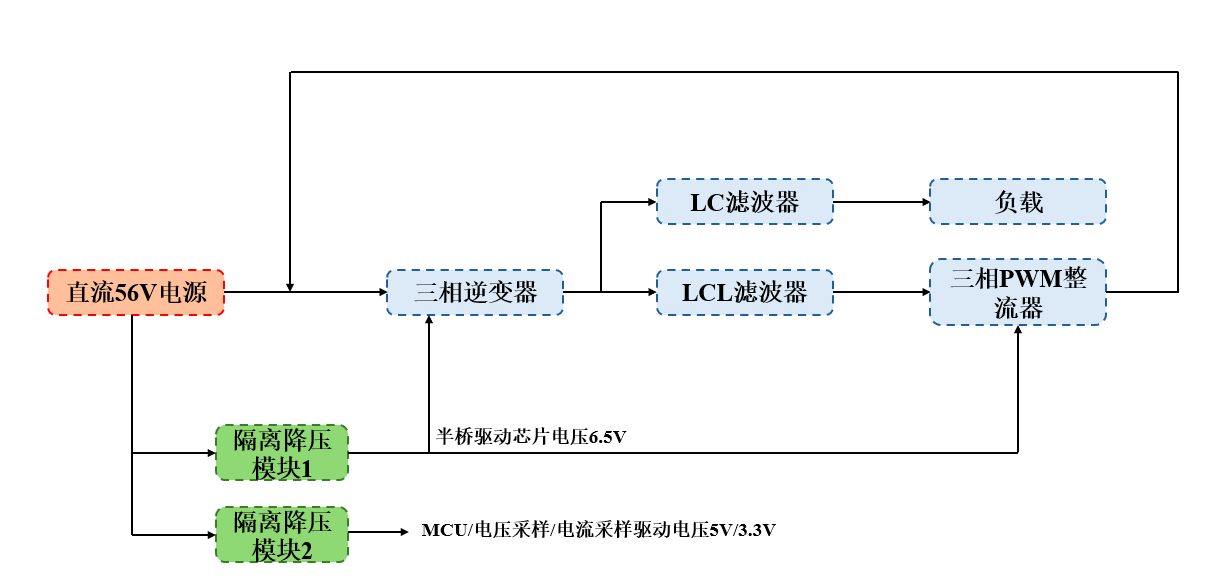 LC滤波器
负载
直流56V电源
三相逆变器
LCL滤波器
三相PWM整
流器
隔离降压
模块1
半桥驱动芯片电压6.5V
隔离降压
模块2
MCU/电压采样/电流采样驱动电压5V/3.3V